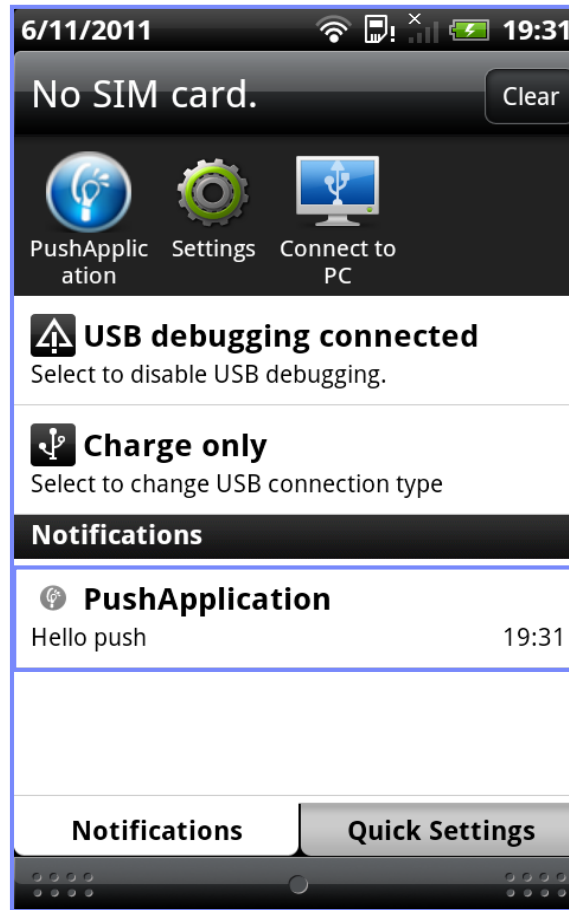 6/11/2011 19:31
No SIM card. Clear
PushApplic
ation
Settings
Connect to
PC
USB debugging connected
Select to disable USB debugging.
Charge only
Select to change USB connection type
Notifications
PushApplication
Hello push 19:31
Notifications Quick Settings